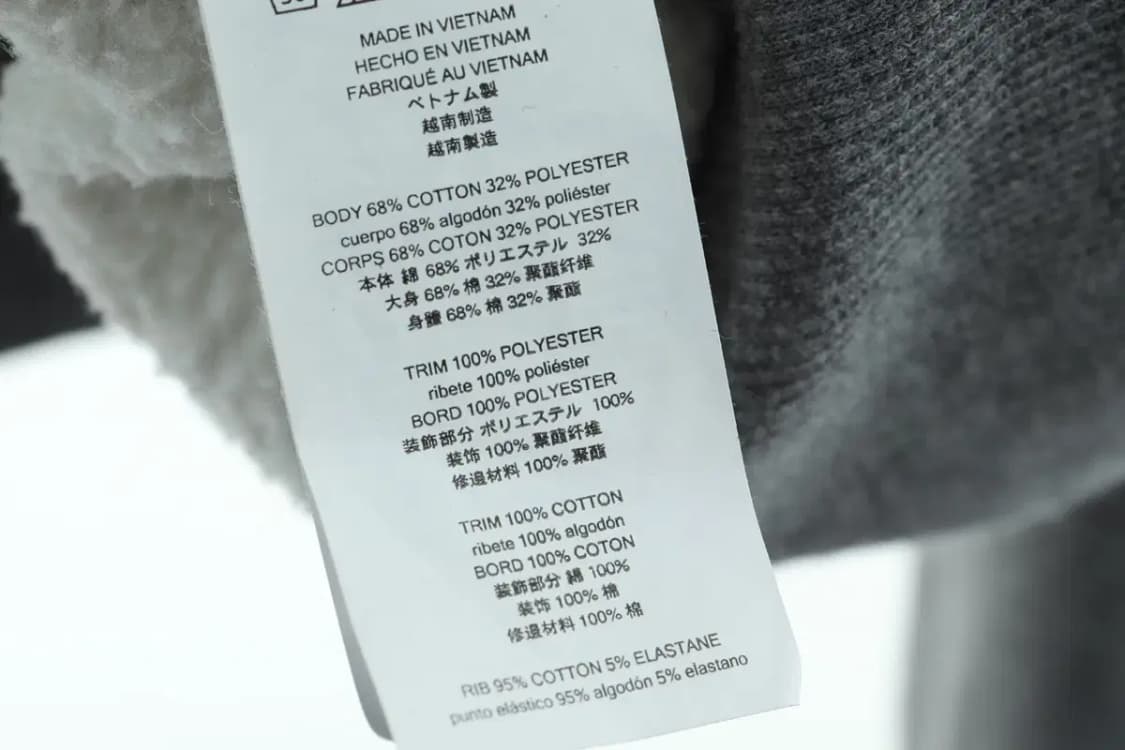 MADE IN VIETNAM
HECHO EN VIETNAM
FABRIQUÉ AU VIETNAM
ベトナム製
越南制造
越南製造
BODY 68% COTTON 32% POLYESTER
cuerpo 68% algodón 32% poliéster
CORPS 68% COTON 32% POLYESTER
本体 綿 68% ポリエステル 32%
大身 68% 棉 32% 聚酯纤维
身體 68% 棉 32% 聚酯
TRIM 100% POLYESTER
ribete 100% poliéster
BORD 100% POLYESTER
装飾部分 ポリエステル 100%
装饰 100% 聚酯纤维
修邊材料 100% 聚酯
TRIM 100% COTTON
ribete 100% algodón
BORD 100% COTON
装飾部分 綿 100%
装饰 100% 棉
修邊材料 100% 棉
RIB 95% COTTON 5% ELASTANE
punto elástico 95% algodón 5% elastano